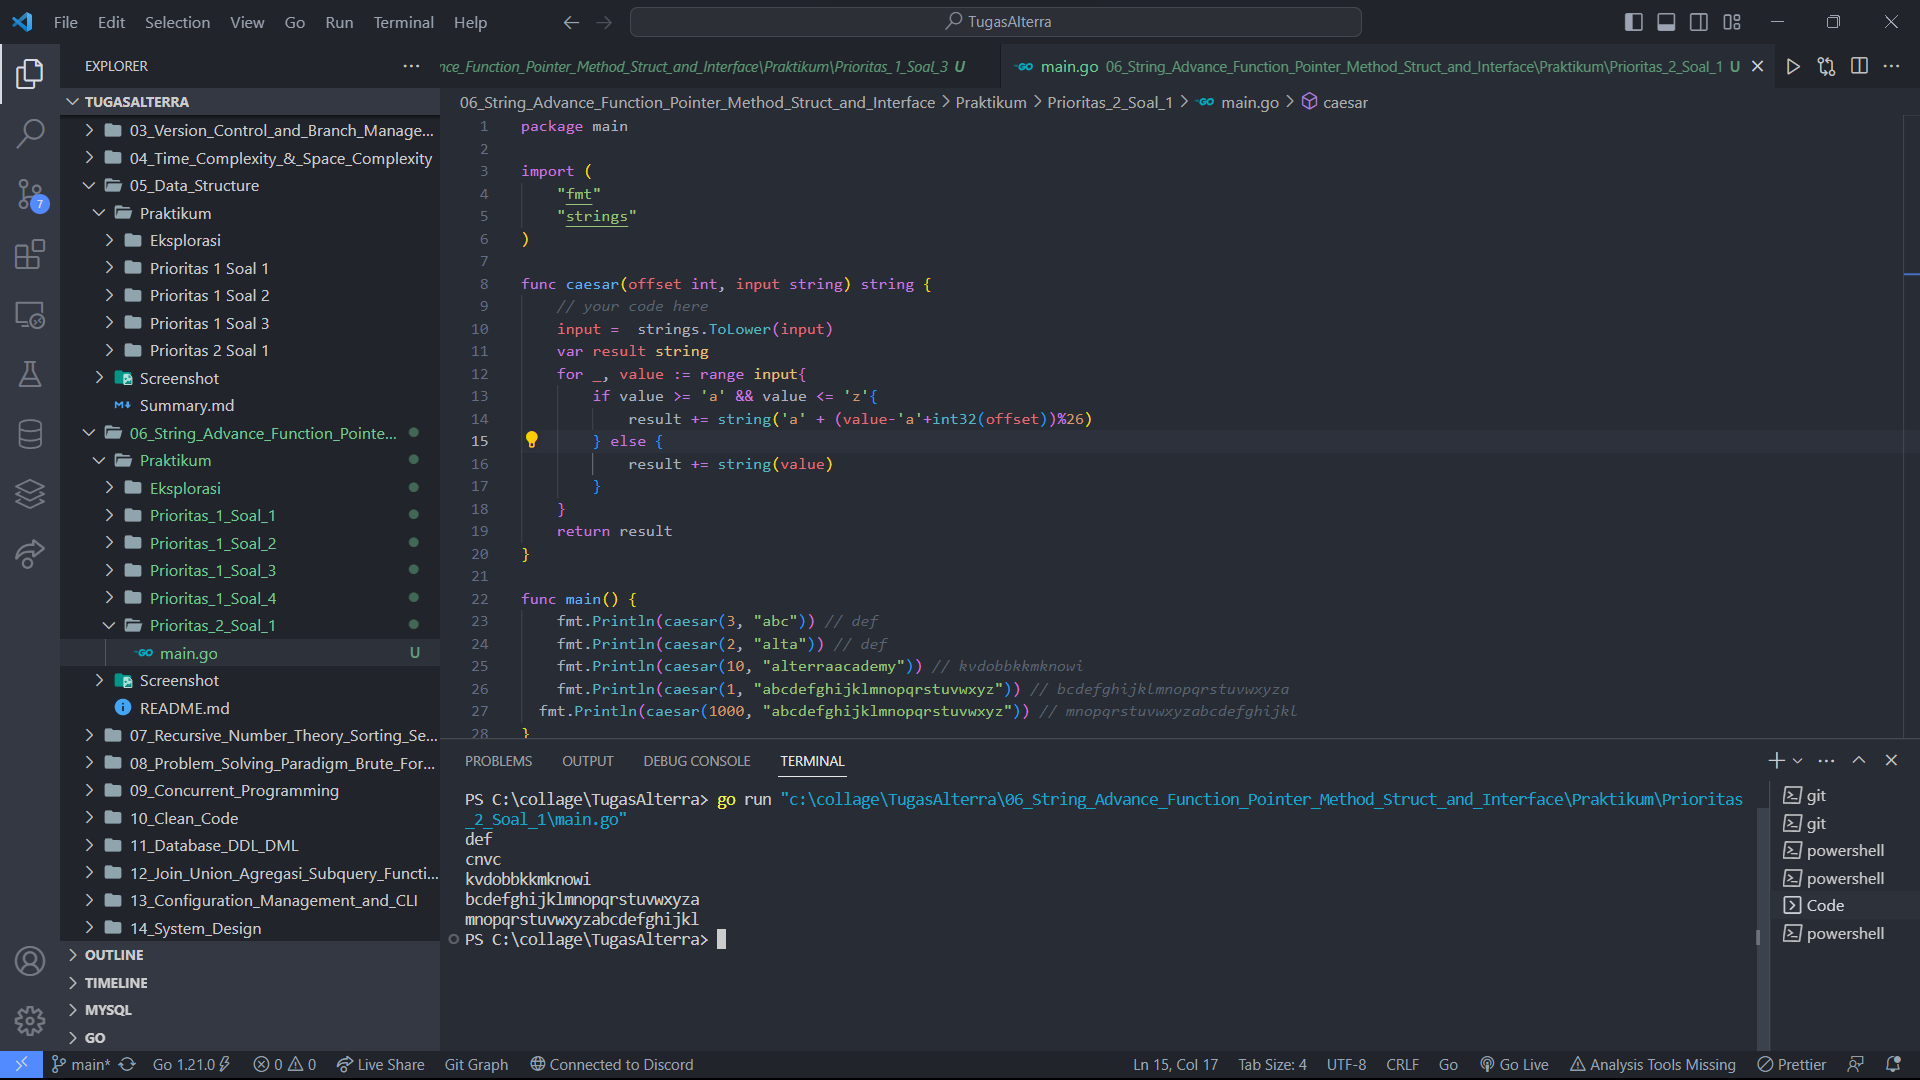 File Edit Selection View Go Run Terminal Help
TugasAlterra
EXPLORER
nce_Function_Pointer_Method_Struct_and_Interface\Praktikum\Prioritas_1_Soal_3 U
main.go 06_String_Advance_Function_Pointer_Method_Struct_and_Interface\Praktikum\Prioritas_2_Soal_1 U
TUGASALTERRA
03_Version_Control_and_Branch_Manage...
04_Time_Complexity_&_Space_Complexity
05_Data_Structure
Praktikum
Eksplorasi
Prioritas 1 Soal 1
Prioritas 1 Soal 2
Prioritas 1 Soal 3
Prioritas 2 Soal 1
Screenshot
Summary.md
06_String_Advance_Function_Pointe...
Praktikum
Eksplorasi
Prioritas_1_Soal_1
Prioritas_1_Soal_2
Prioritas_1_Soal_3
Prioritas_1_Soal_4
Prioritas_2_Soal_1
main.go U
Screenshot
README.md
07_Recursive_Number_Theory_Sorting_Se...
08_Problem_Solving_Paradigm_Brute_For...
09_Concurrent_Programming
10_Clean_Code
11_Database_DDL_DML
12_Join_Union_Agregasi_Subquery_Functi...
13_Configuration_Management_and_CLI
14_System_Design
OUTLINE
TIMELINE
MYSQL
GO
7
06_String_Advance_Function_Pointer_Method_Struct_and_Interface > Praktikum > Prioritas_2_Soal_1 > main.go > caesar
1 package main
2
3 import (
4 "fmt"
5 "strings"
6 )
7
8 func caesar(offset int, input string) string {
9 // your code here
10 input =  strings.ToLower(input)
11 var result string
12 for _, value := range input{
13 if value >= 'a' && value <= 'z'{
14 result += string('a' + (value-'a'+int32(offset))%26)
15 } else {
16 result += string(value)
17 }
18 }
19 return result
20 }
21
22 func main() {
23 fmt.Println(caesar(3, "abc")) // def
24 fmt.Println(caesar(2, "alta")) // def
25 fmt.Println(caesar(10, "alterraacademy")) // kvdobbkkmknowi
26 fmt.Println(caesar(1, "abcdefghijklmnopqrstuvwxyz")) // bcdefghijklmnopqrstuvwxyza
27 fmt.Println(caesar(1000, "abcdefghijklmnopqrstuvwxyz")) // mnopqrstuvwxyzabcdefghijkl
28 }
PROBLEMS OUTPUT DEBUG CONSOLE TERMINAL
PS C:\collage\TugasAlterra> go run "c:\collage\TugasAlterra\06_String_Advance_Function_Pointer_Method_Struct_and_Interface\Praktikum\Prioritas
_2_Soal_1\main.go"
def
cnvc
kvdobbkkmknowi
bcdefghijklmnopqrstuvwxyza
mnopqrstuvwxyzabcdefghijkl
PS C:\collage\TugasAlterra>
git
git
powershell
powershell
Code
powershell
main* Go 1.21.0 0 0 Live Share Git Graph Connected to Discord Ln 15, Col 17 Tab Size: 4 UTF-8 CRLF Go Go Live Analysis Tools Missing Prettier